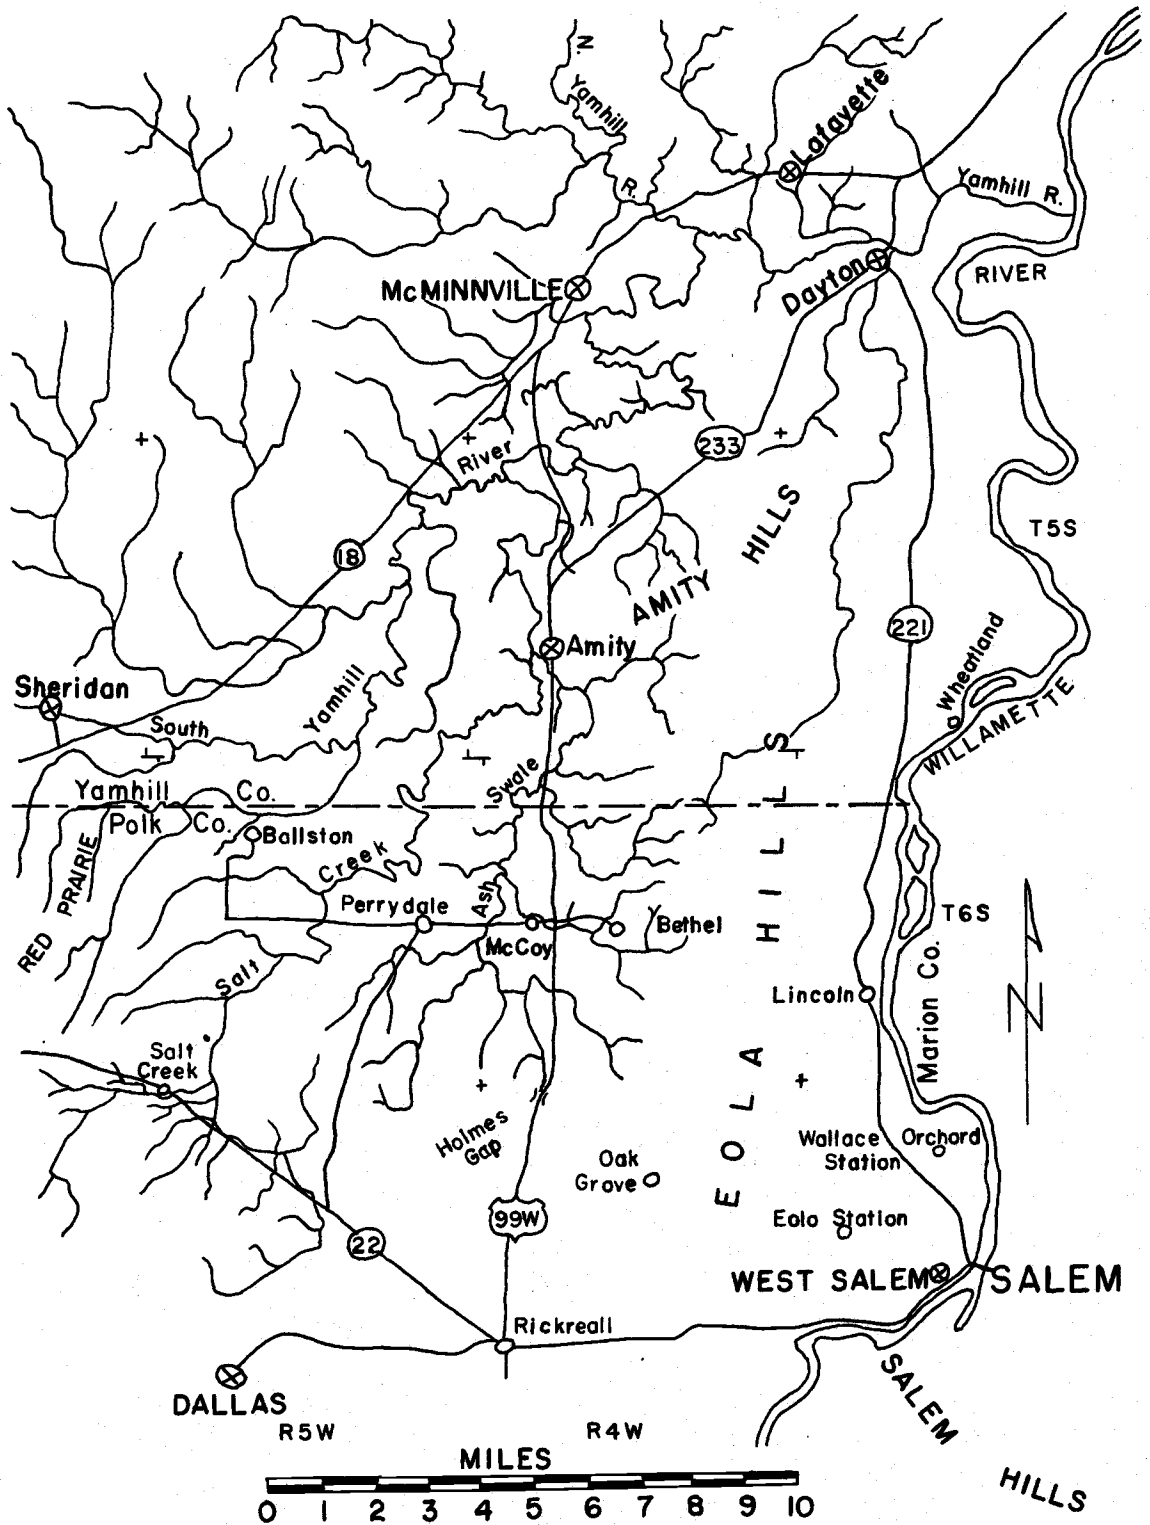 N.
Yamhill
R.
Lafayette
Yamhill R.
McMINNVILLE
Dayton
RIVER
233
River
HILLS
T5S
18
AMITY
221
Amity
Wheatland
Sheridan
Yamhill
South
WILLAMETTE
Swale
Yamhill Co.
Polk Co.
Ballston
RED PRAIRIE
Creek
Ash
Perrydale
McCoy
Bethel
T6S
EOLA HILLS
Salt
Lincoln
Marion Co.
N
Salt
Creek
Holmes
Gap
Oak
Grove
Wallace
Station
Orchard
Eolo Station
99W
22
WEST SALEM
SALEM
Rickreall
DALLAS
SALEM
HILLS
R5W
R4W
MILES
0 1 2 3 4 5 6 7 8 9 10